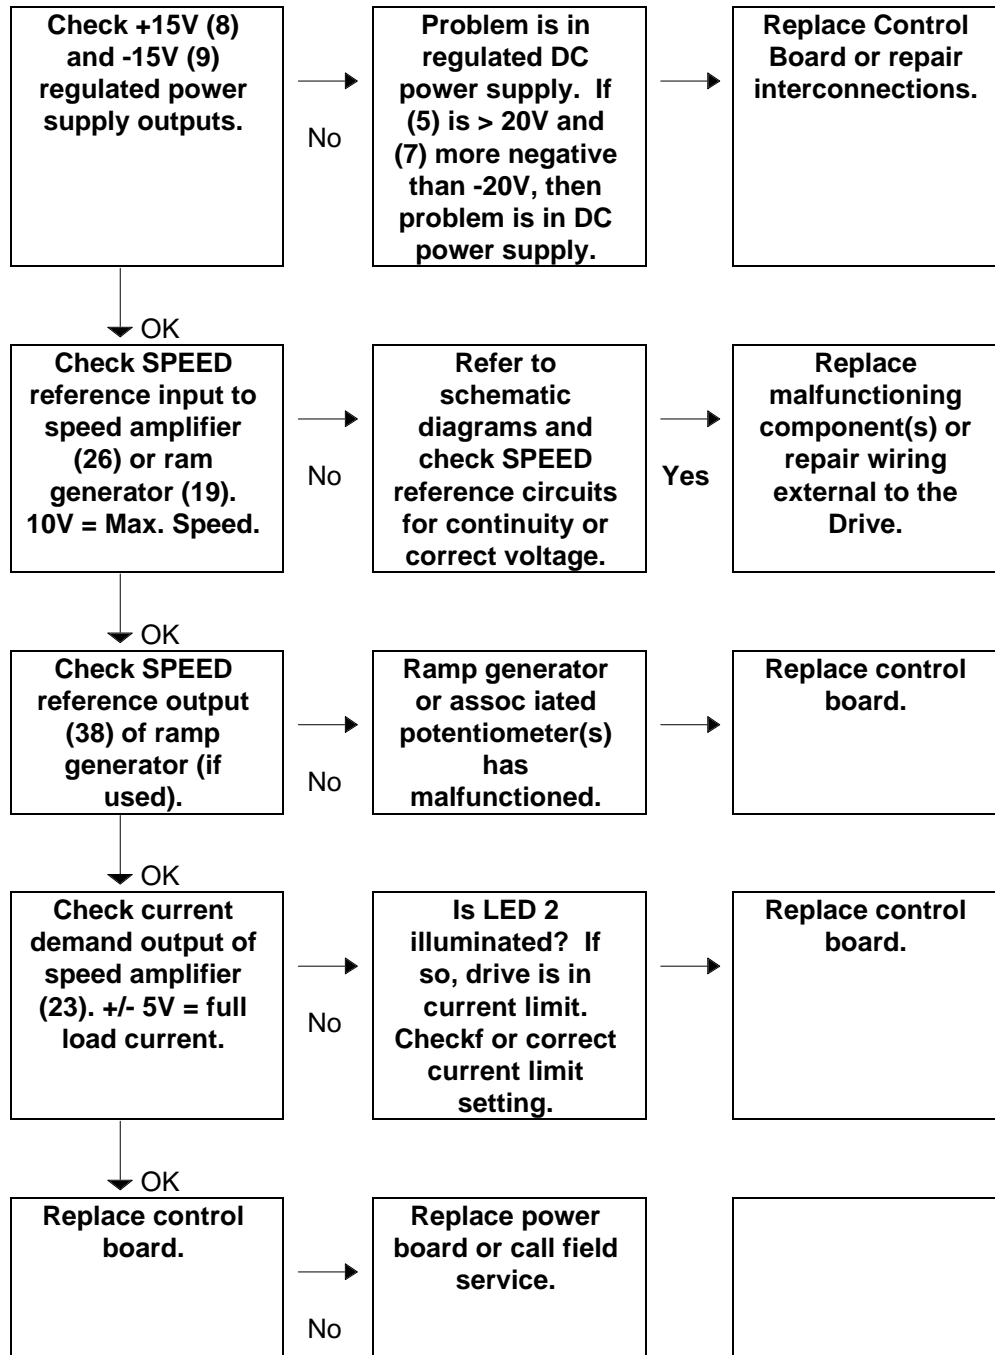 Check +15V (8)
and -15V (9)
regulated power
supply outputs.
No
Problem is in
regulated DC
power supply.  If
(5) is > 20V and
(7) more negative
than -20V, then
problem is in DC
power supply.
Replace Control
Board or repair
interconnections.
OK
Check SPEED
reference input to
speed amplifier
(26) or ram
generator (19).
10V = Max. Speed.
No
Refer to
schematic
diagrams and
check SPEED
reference circuits
for continuity or
correct voltage.
Yes
Replace
malfunctioning
component(s) or
repair wiring
external to the
Drive.
OK
Check SPEED
reference output
(38) of ramp
generator (if
used).
No
Ramp generator
or assoc iated
potentiometer(s)
has
malfunctioned.
Replace control
board.
OK
Check current
demand output of
speed amplifier
(23). +/- 5V = full
load current.
No
Is LED 2
illuminated?  If
so, drive is in
current limit.
Checkf or correct
current limit
setting.
Replace control
board.
OK
Replace control
board.
No
Replace power
board or call field
service.